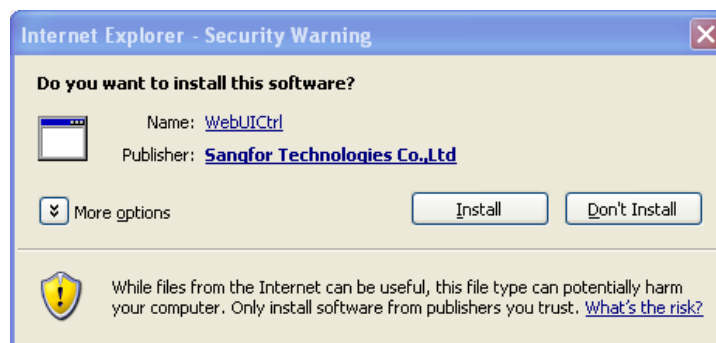 Internet Explorer - Security Warning
Do you want to install this software?
Name: WebUICtrl
Publisher: Sangfor Technologies Co.,Ltd
More options
Install
Don't Install
While files from the Internet can be useful, this file type can potentially harm
your computer. Only install software from publishers you trust. What's the risk?